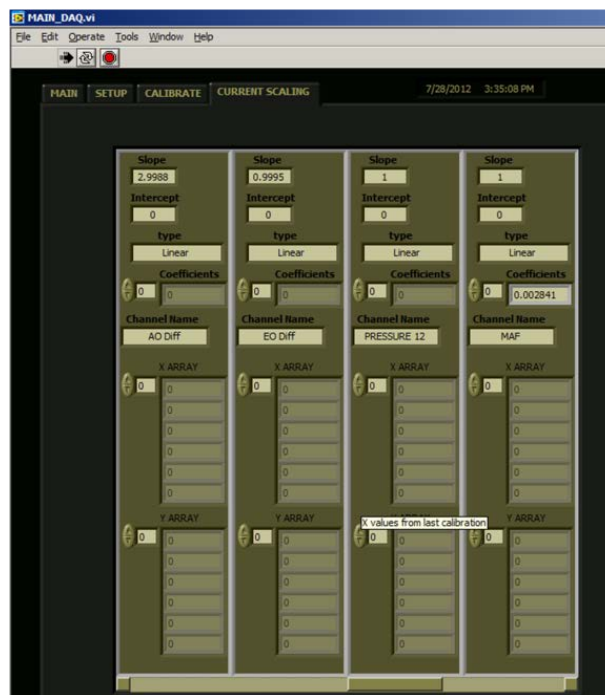 MAIN_DAQ.vi
File Edit Operate Tools Window Help
MAIN SETUP CALIBRATE CURRENT SCALING 7/28/2012 3:35:08 PM
Slope Slope Slope Slope
2.9988 0.9995 1 1
Intercept Intercept Intercept Intercept
0 0 0 0
type type type type
Linear Linear Linear Linear
Coefficients Coefficients Coefficients Coefficients
0 0 0 0 0 0 0 0.002841
Channel Name Channel Name Channel Name Channel Name
AO Diff EO Diff PRESSURE 12 MAF
X ARRAY X ARRAY X ARRAY X ARRAY
0 0 0 0 0 0 0 0
0 0 0 0
0 0 0 0
0 0 0 0
0 0 0 0
0 0 0 0
Y ARRAY Y ARRAY X values from last calibration Y ARRAY
0 0 0 0 0 0 0 0
0 0 0 0
0 0 0 0
0 0 0 0
0 0 0 0
0 0 0 0